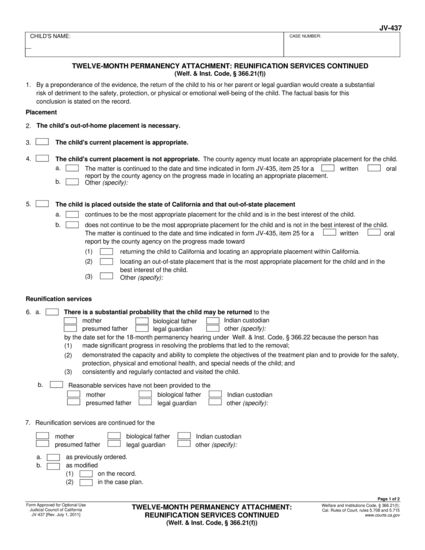 JV-437
CHILD'S NAME:
CASE NUMBER:
TWELVE-MONTH PERMANENCY ATTACHMENT: REUNIFICATION SERVICES CONTINUED
(Welf. & Inst. Code, § 366.21(f))
1. By a preponderance of the evidence, the return of the child to his or her parent or legal guardian would create a substantial
risk of detriment to the safety, protection, or physical or emotional well-being of the child. The factual basis for this
conclusion is stated on the record.
Placement
2. The child's out-of-home placement is necessary.
3. The child's current placement is appropriate.
4. The child's current placement is not appropriate. The county agency must locate an appropriate placement for the child.
a. The matter is continued to the date and time indicated in form JV-435, item 25 for a written oral
report by the county agency on the progress made in locating an appropriate placement.
b. Other (specify):
5. The child is placed outside the state of California and that out-of-state placement
a. continues to be the most appropriate placement for the child and is in the best interest of the child.
b. does not continue to be the most appropriate placement for the child and is not in the best interest of the child.
The matter is continued to the date and time indicated in form JV-435, item 25 for a written oral
report by the county agency on the progress made toward
(1) returning the child to California and locating an appropriate placement within California.
(2) locating an out-of-state placement that is the most appropriate placement for the child and in the
best interest of the child.
(3) Other (specify):
Reunification services
6. a. There is a substantial probability that the child may be returned to the
mother biological father Indian custodian
presumed father legal guardian other (specify):
by the date set for the 18-month permanency hearing under Welf. & Inst. Code, § 366.22 because the person has
(1) made significant progress in resolving the problems that led to the removal;
(2) demonstrated the capacity and ability to complete the objectives of the treatment plan and to provide for the safety,
protection, physical and emotional health, and special needs of the child; and
(3) consistently and regularly contacted and visited the child.
b. Reasonable services have not been provided to the
mother biological father Indian custodian
presumed father legal guardian other (specify):
7. Reunification services are continued for the
mother biological father Indian custodian
presumed father legal guardian other (specify):
a. as previously ordered.
b. as modified
(1) on the record.
(2) in the case plan.
Page 1 of 2
Form Approved for Optional Use
Judicial Council of California
JV-437 [Rev. July 1, 2011]
TWELVE-MONTH PERMANENCY ATTACHMENT:
REUNIFICATION SERVICES CONTINUED
(Welf. & Inst. Code, § 366.21(f))
Welfare and Institutions Code, § 366.21(f);
Cal. Rules of Court, rules 5.708 and 5.715
www.courts.ca.gov